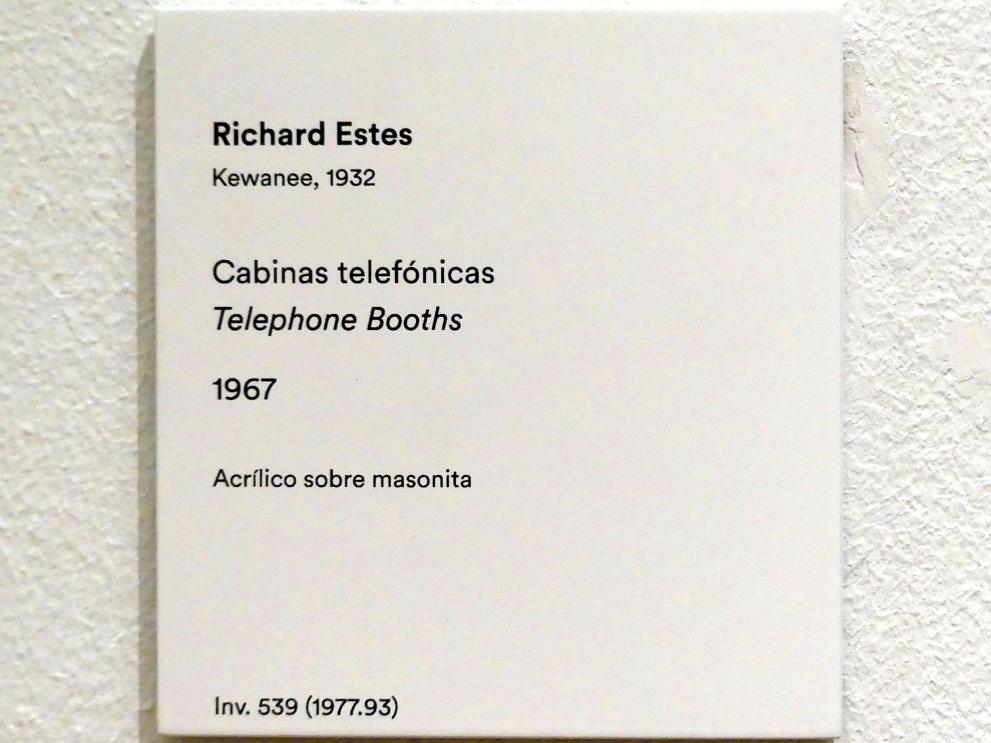 Richard Estes
Kewanee, 1932
Cabinas telefónicas
Telephone Booths
1967
Acrílico sobre masonita
Inv. 539 (1977.93)